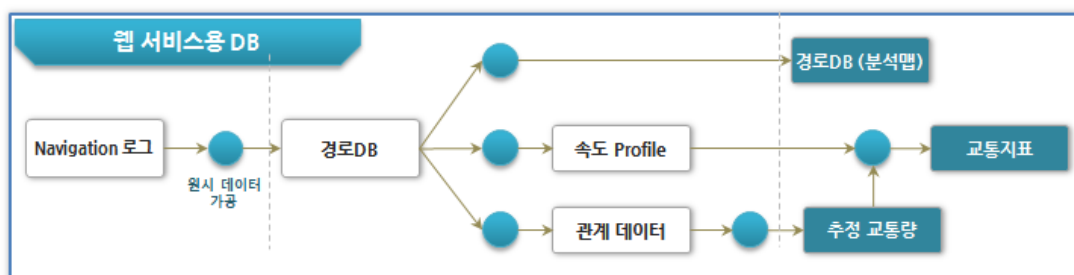 웹 서비스용 DB
경로DB (분석맵)
Navigation 로그
원시 데이터
가공
경로DB
속도 Profile
교통지표
관계 데이터
추정 교통량